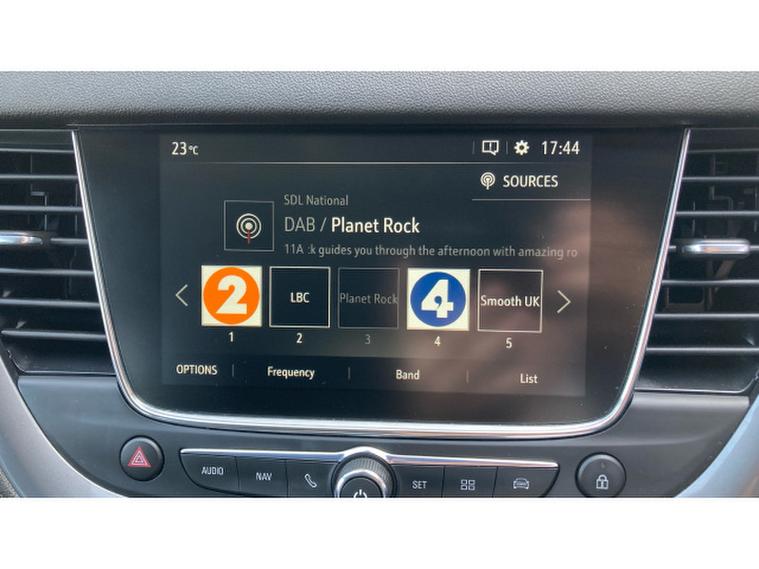 23°C 17:44
SOURCES
SDL National
DAB / Planet Rock
11A :k guides you through the afternoon with amazing ro
2 LBC Planet Rock 4 Smooth UK
1 2 3 4 5
OPTIONS Frequency Band List
AUDIO NAV SET